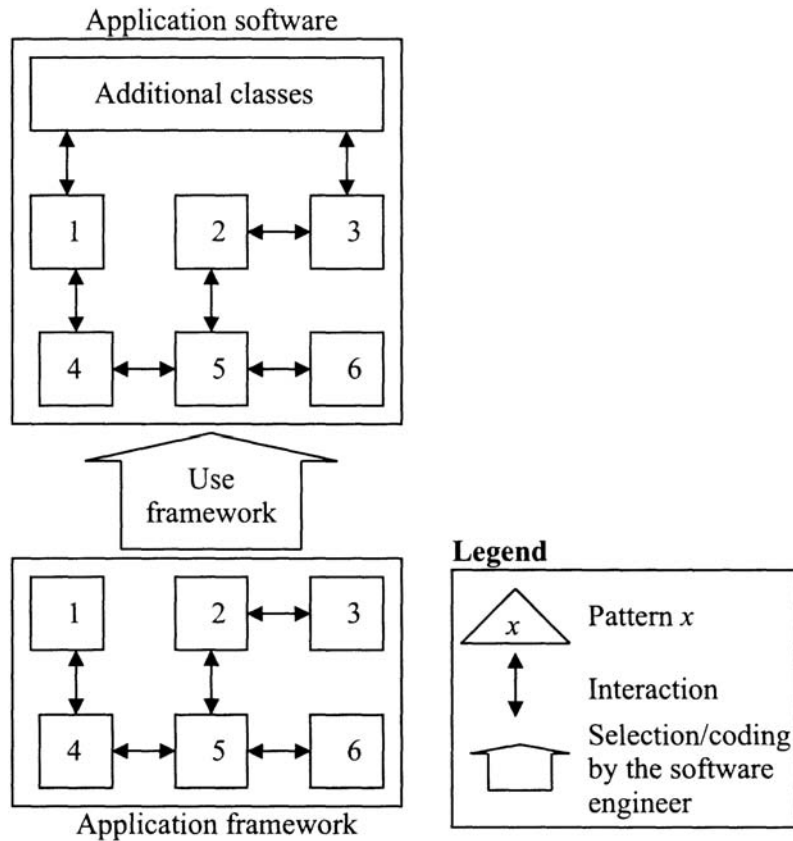 Application software
Additional classes
1 2 3
4 5 6
Use
framework
1 2 3
4 5 6
Application framework
Legend
x Pattern x
Interaction
Selection/coding
by the software
engineer